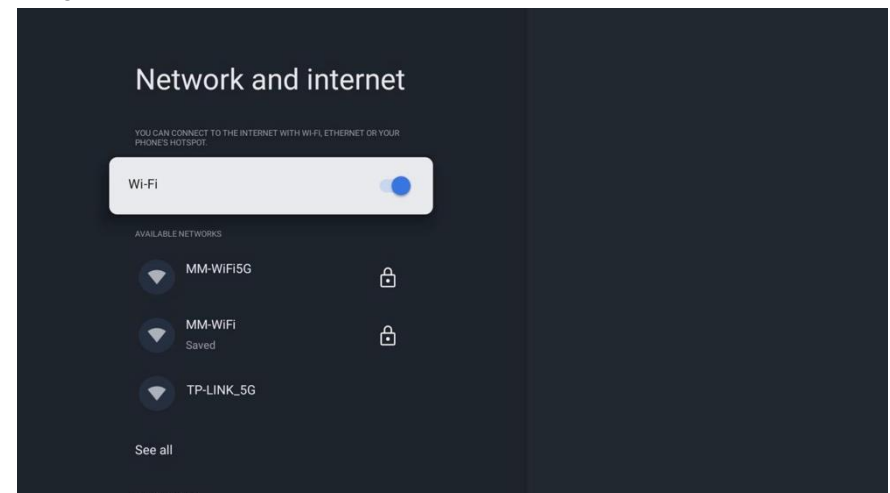 Network and internet
YOU CAN CONNECT TO THE INTERNET WITH WI-FI, ETHERNET OR YOUR
PHONE'S HOTSPOT.
Wi-Fi
AVAILABLE NETWORKS
MM-WiFi5G
MM-WiFi
Saved
TP-LINK_5G
See all